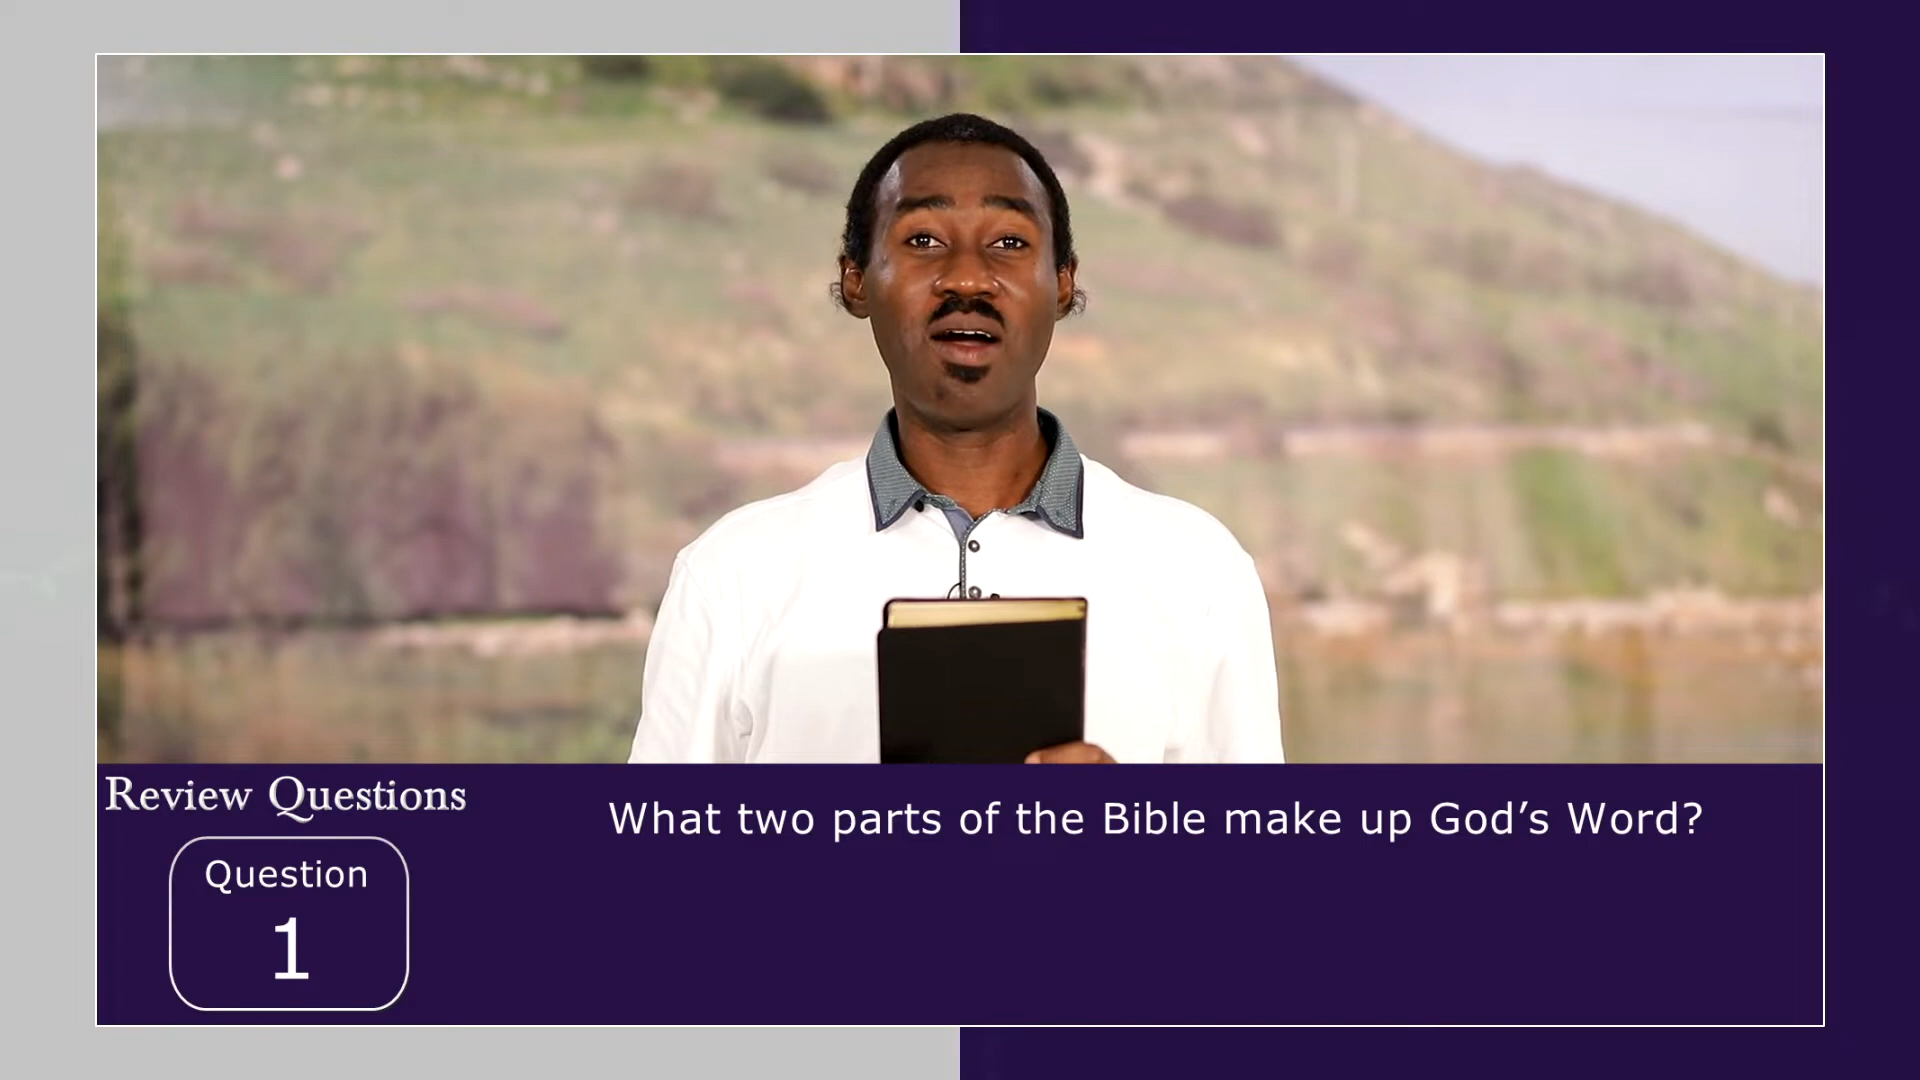 Review Questions
Question
1
What two parts of the Bible make up God’s Word?